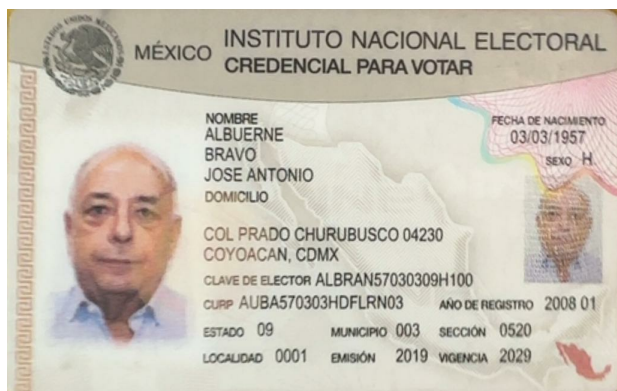 MÉXICO INSTITUTO NACIONAL ELECTORAL
CREDENCIAL PARA VOTAR
NOMBRE
ALBUERNE
BRAVO
JOSE ANTONIO
DOMICILIO
COL PRADO CHURUBUSCO 04230
COYOACAN, CDMX
FECHA DE NACIMIENTO
03/03/1957
SEXO H
CLAVE DE ELECTOR ALBRAN57030309H100
CURP AUBA570303HDFLRN03 AÑO DE REGISTRO 2008 01
ESTADO 09 MUNICIPIO 003 SECCIÓN 0520
LOCALIDAD 0001 EMISIÓN 2019 VIGENCIA 2029